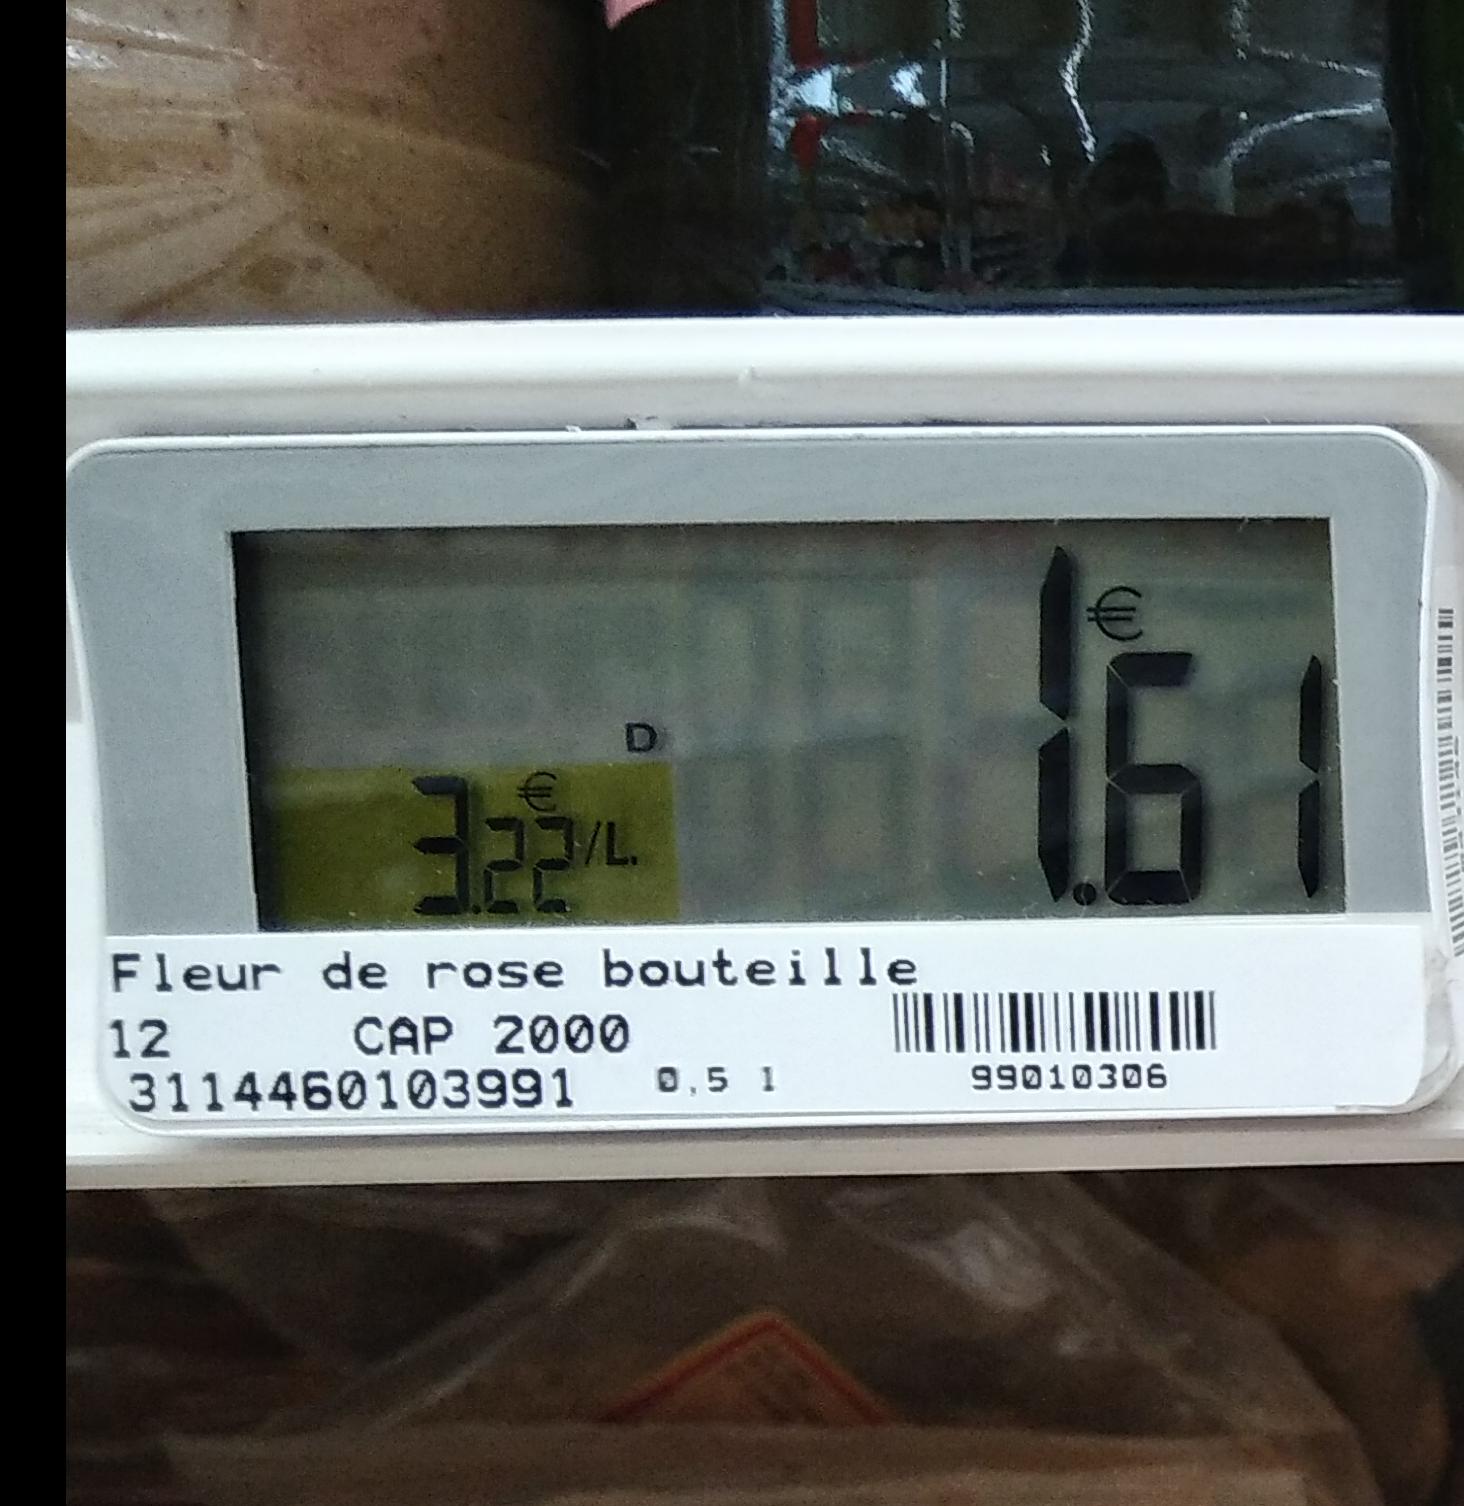 1.61 €
D
3.22 €/L.
Fleur de rose bouteille
12 CAP 2000
3114460103991 0,5 l 99010306